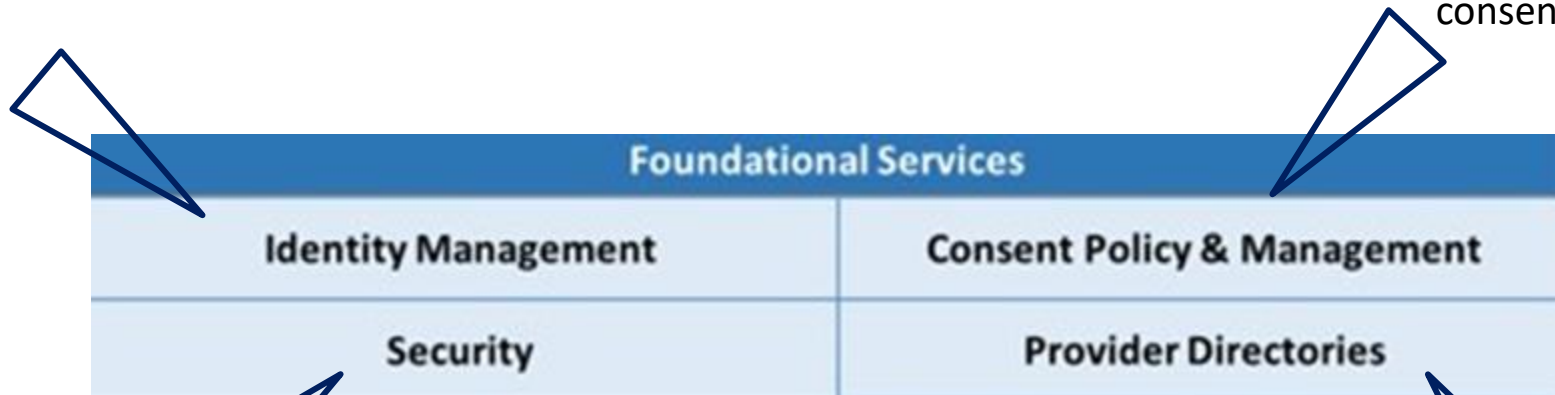 consen
Foundational Services
Identity Management
Consent Policy & Management
Security
Provider Directories